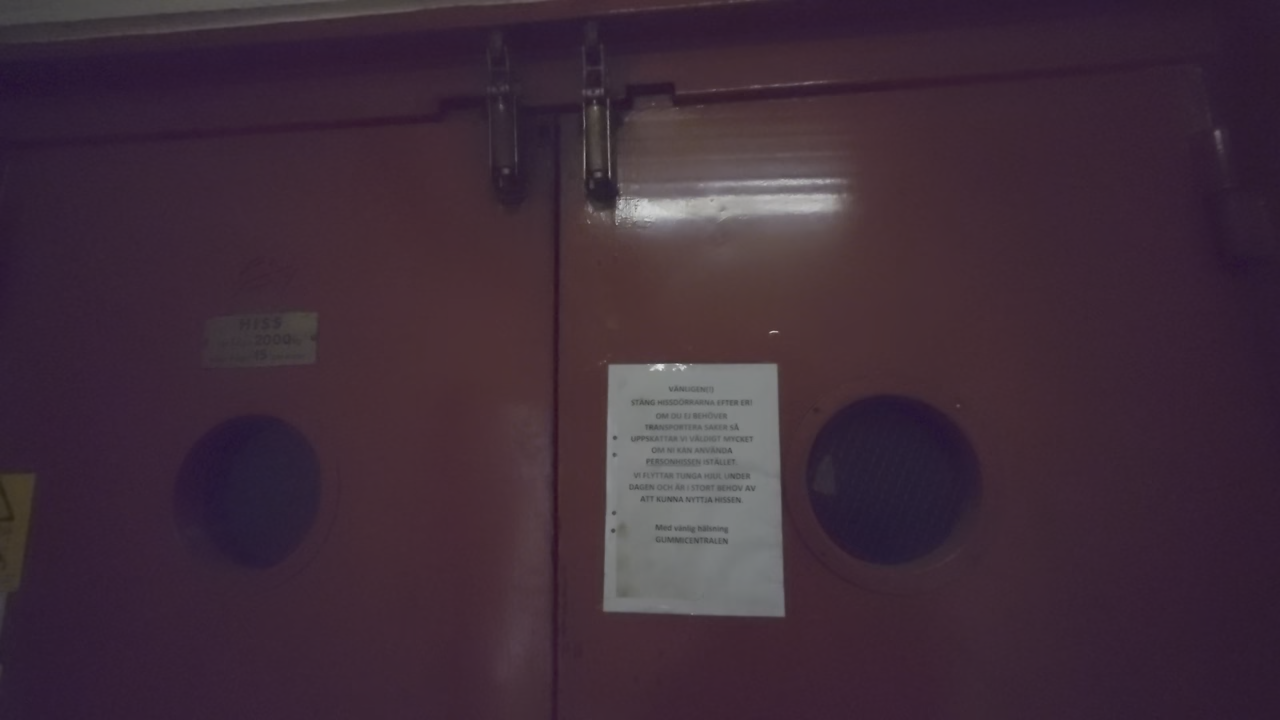 HISS
2000
15
VÄNLIGEN!!
STÄNG HISSDÖRRARNA EFTER ER!
OM DU EJ BEHÖVER
TRANSPORTERA SAKER SÅ
UPPSKATTAR VI VÄLDIGT MYCKET
OM NI KAN ANVÄNDA
PERSONHISSEN ISTÄLLET.
VI FLYTTAR TUNGA HJUL UNDER
DAGEN OCH ÄR I STORT BEHOV AV
ATT KUNNA NYTTJA HISSEN.
Med vänlig hälsning
GUMMICENTRALEN